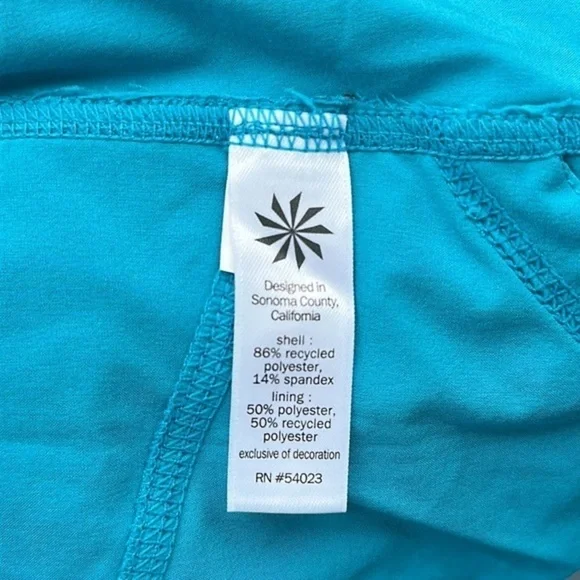 Designed in
Sonoma County,
California
shell :
86% recycled
polyester,
14% spandex
lining :
50% polyester,
50% recycled
polyester
exclusive of decoration
RN #54023